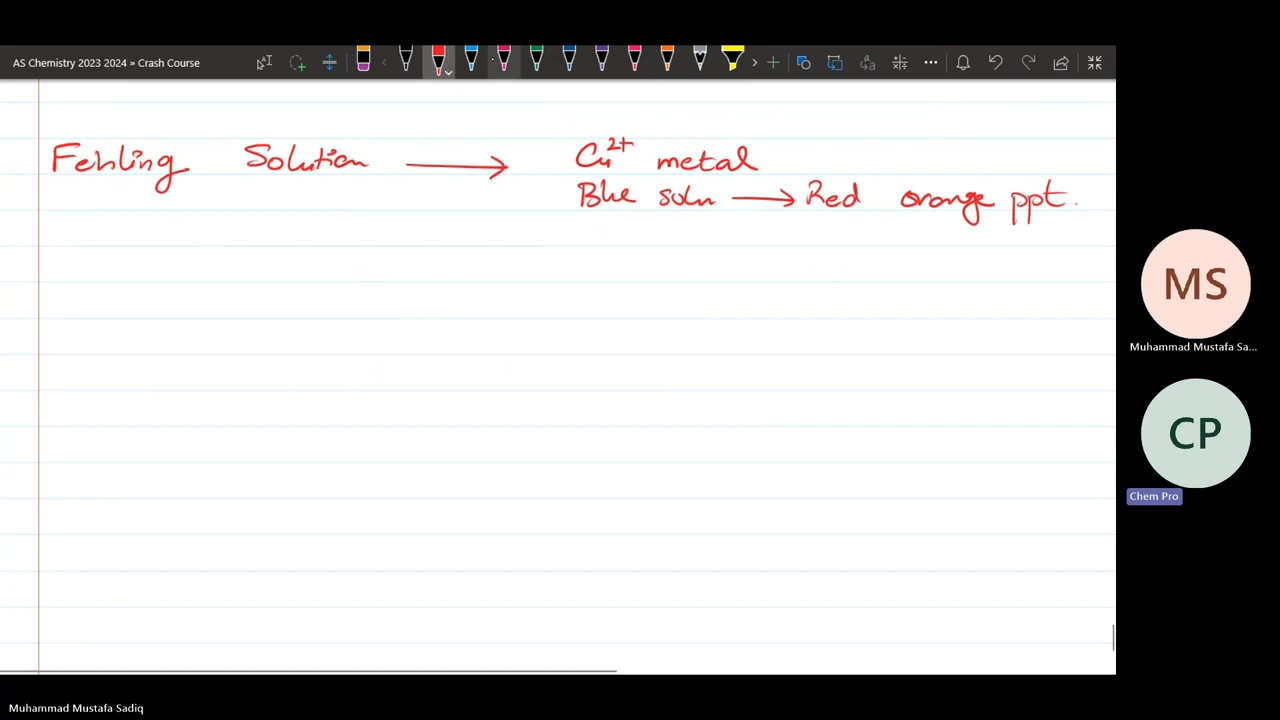 AS Chemistry 2023 2024 » Crash Course
Fehling Solution ⟶ Cu²⁺ metal
Blue soln ⟶ Red orange ppt.
MS
Muhammad Mustafa Sa...
CP
Chem Pro
Muhammad Mustafa Sadiq